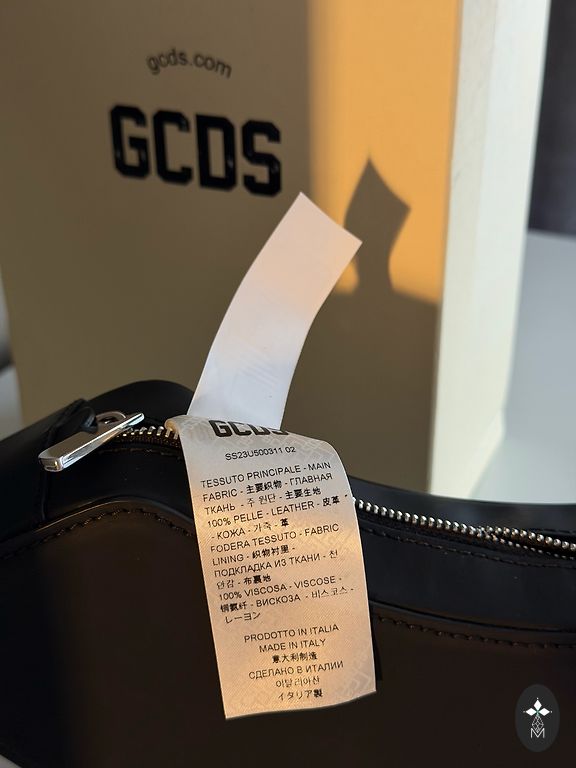 gcds.com
GCDS
GCDS
SS23U500311 02
TESSUTO PRINCIPALE - MAIN
FABRIC - 主要织物 - ГЛАВНАЯ
ТКАНЬ - 주 원단 - 主要生地
100% PELLE - LEATHER - 皮革 -
- КОЖА - 가죽 - 革
FODERA TESSUTO - FABRIC
LINING - 织物衬里 -
ПОДКЛАДКА ИЗ ТКАНИ - 천
안감 - 布裏地
100% VISCOSA - VISCOSE -
铜氨纤 - ВИСКОЗА - 비스코스 -
レーヨン
PRODOTTO IN ITALIA
MADE IN ITALY
意大利制造
СДЕЛАНО В ИТАЛИИ
이탈리아산
イタリア製
M